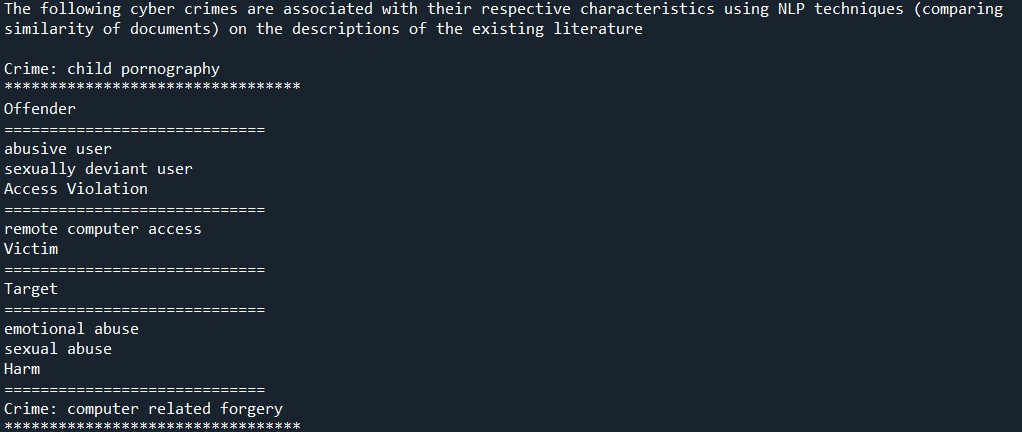 The following cyber crimes are associated with their respective characteristics using NLP techniques (comparing
similarity of documents) on the descriptions of the existing literature
Crime: child pornography
*********************************
Offender
=============================
abusive user
sexually deviant user
Access Violation
=============================
remote computer access
Victim
=============================
Target
=============================
emotional abuse
sexual abuse
Harm
=============================
Crime: computer related forgery
*********************************